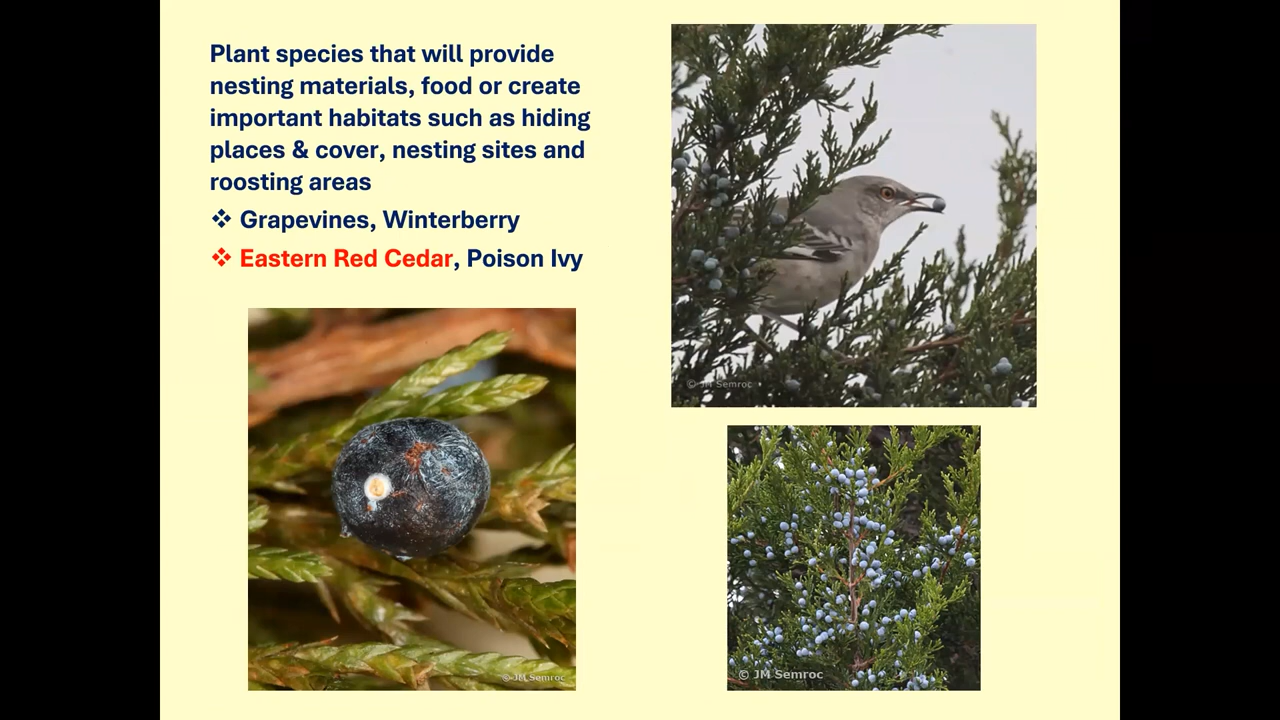 Plant species that will provide
nesting materials, food or create
important habitats such as hiding
places & cover, nesting sites and
roosting areas
❖ Grapevines, Winterberry
❖ Eastern Red Cedar, Poison Ivy
© JM Semroc
© JM Semroc
© JM Semroc